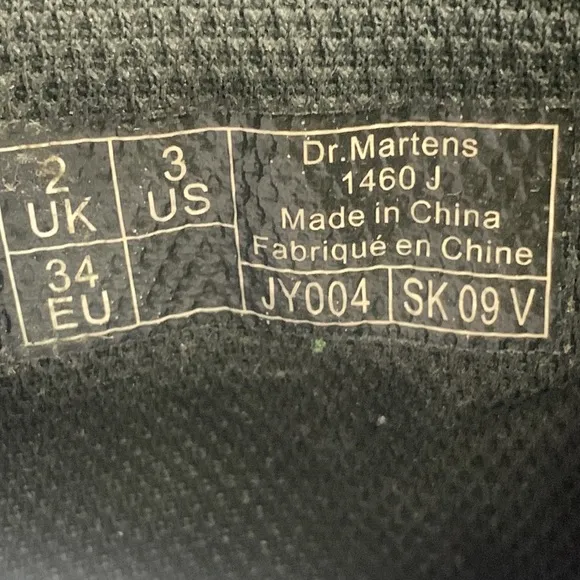 2
UK
3
US
34
EU
Dr.Martens
1460 J
Made in China
Fabriqué en Chine
JY004
SK 09 V